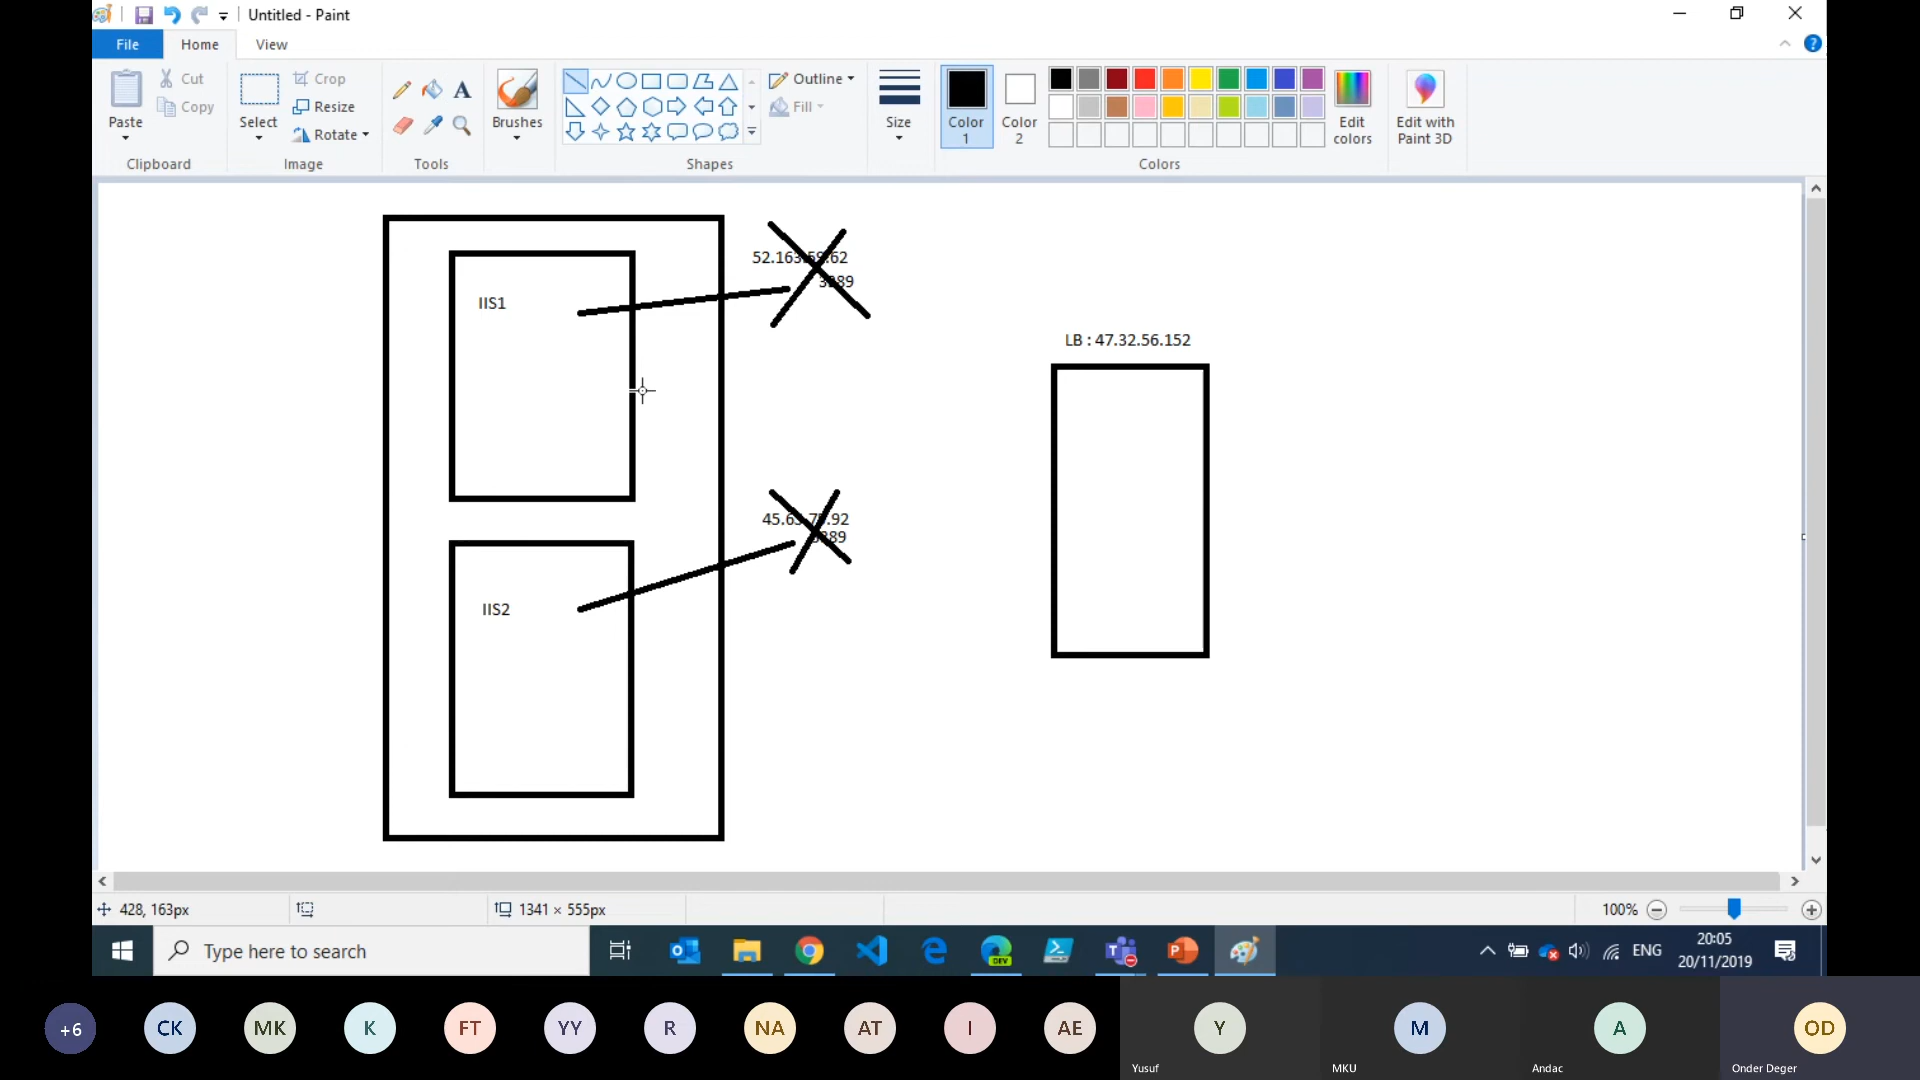 Untitled - Paint
File Home View
Paste
Cut
Copy
Clipboard
Select
Crop
Resize
Rotate
Image
Tools
Brushes
Shapes
Outline
Fill
Size
Color 1
Color 2
Edit colors
Colors
Edit with Paint 3D
IIS1
IIS2
LB : 47.32.56.152
428, 163px
1341 × 555px
100%
Type here to search
DEV
ENG
20:05
20/11/2019
+6 CK MK K FT YY R NA AT I AE Y M A OD
Yusuf MKU Andac Onder Deger